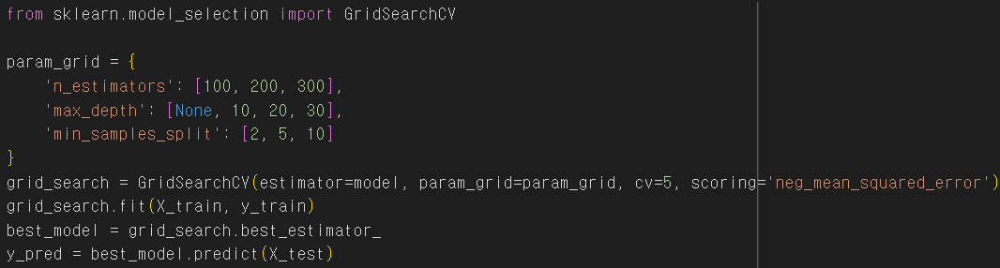 from sklearn.model_selection import GridSearchCV
param_grid = {
'n_estimators': [100, 200, 300],
'max_depth': [None, 10, 20, 30],
'min_samples_split': [2, 5, 10]
}
grid_search = GridSearchCV(estimator=model, param_grid=param_grid, cv=5, scoring='neg_mean_squared_error')
grid_search.fit(X_train, y_train)
best_model = grid_search.best_estimator_
y_pred = best_model.predict(X_test)